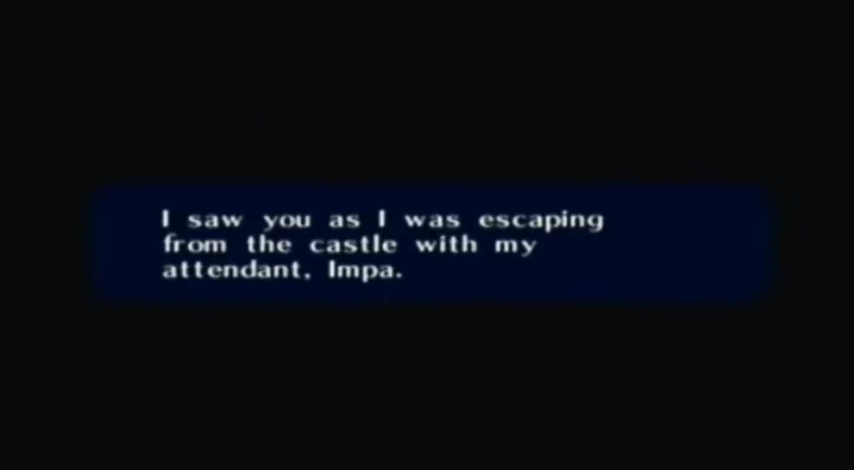 I saw you as I was escaping
from the castle with my
attendant, Impa.